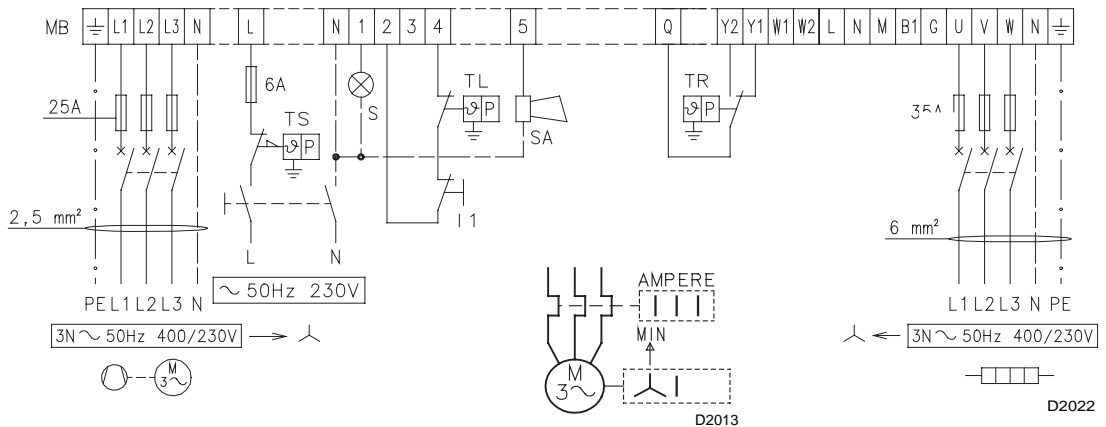 MB L1 L2 L3 N L N 1 2 3 4 5 Q Y2 Y1 W1 W2 L N M B1 G U V W N
6A
S
TL
ϑ P
SA
TR
ϑ P
25A
TS
ϑ P
I1
2,5 mm²
6 mm²
L N
PE L1 L2 L3 N
∼ 50Hz 230V
3N ∼ 50Hz 400/230V
M
3∼
AMPERE
MIN
M
3∼
D2013
L1 L2 L3 N PE
3N ∼ 50Hz 400/230V
D2022